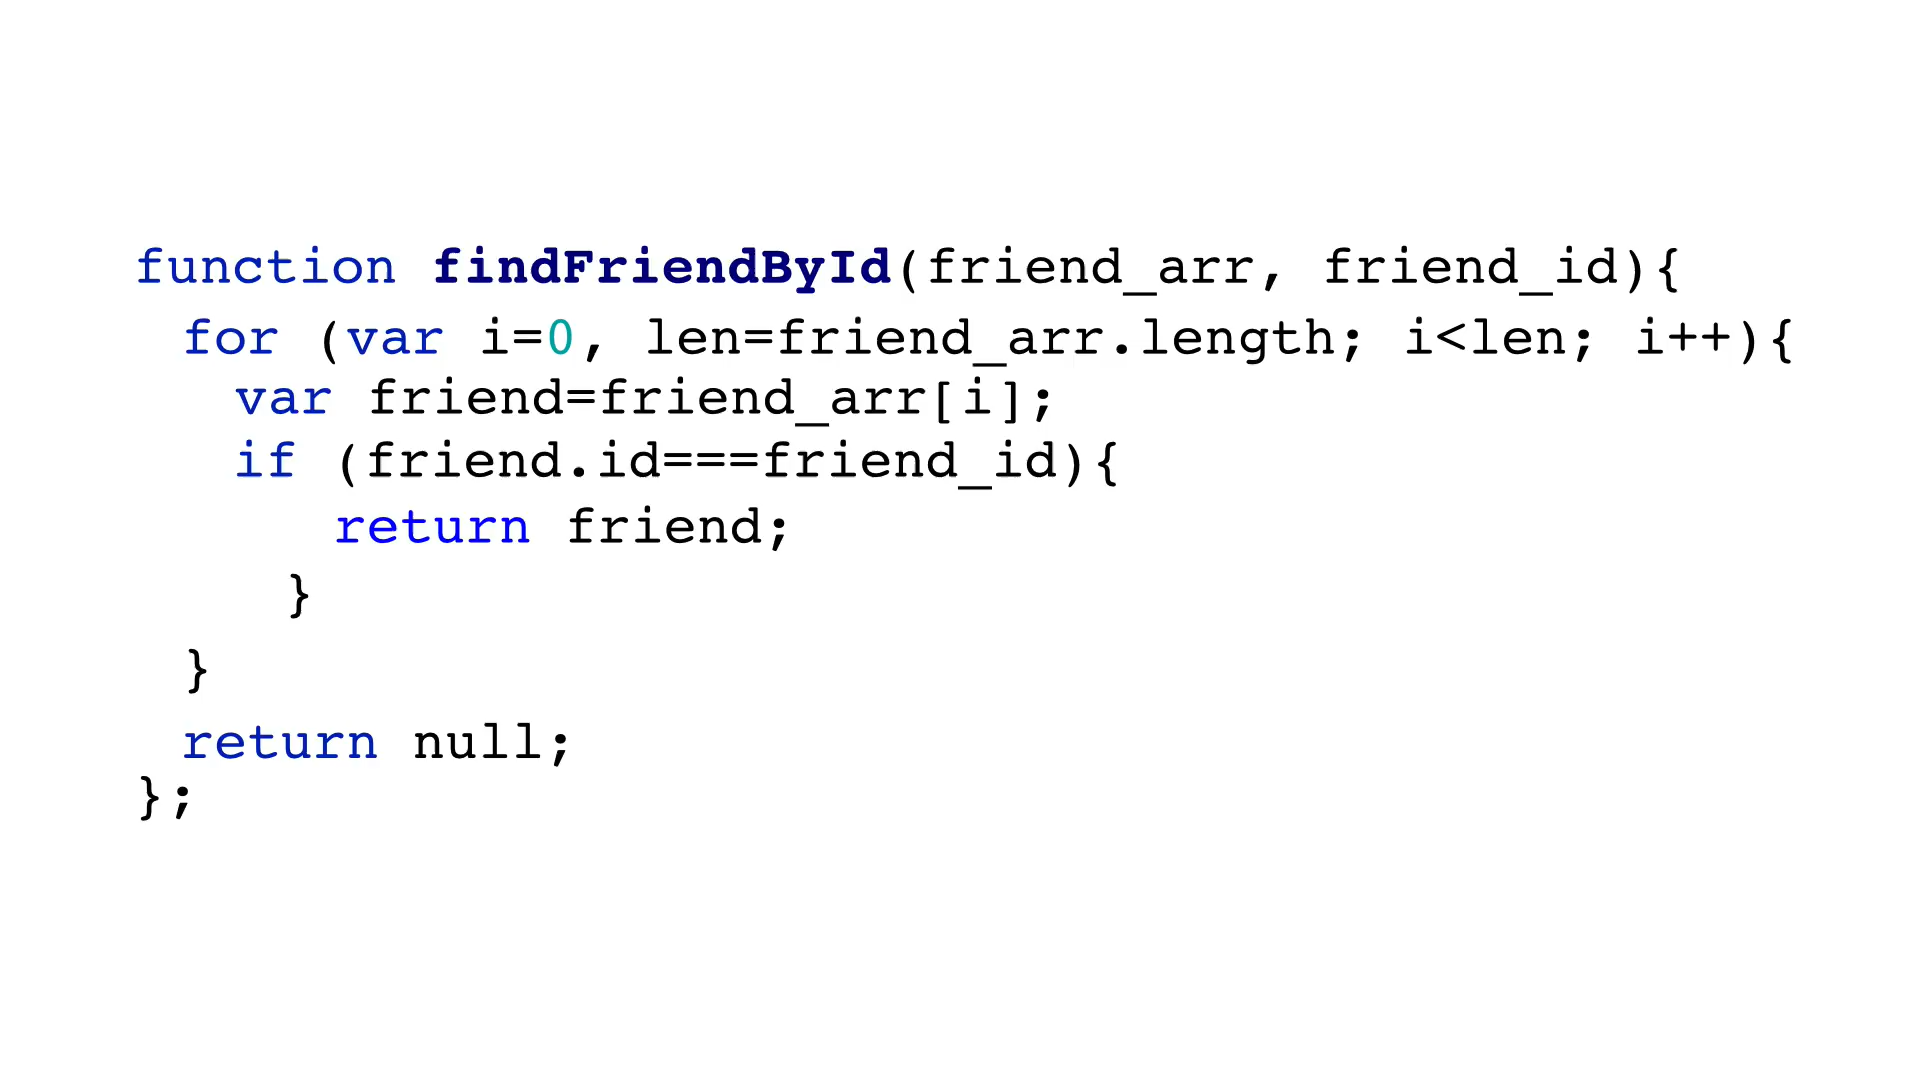 function findFriendById(friend_arr, friend_id){
for (var i=0, len=friend_arr.length; i<len; i++){
var friend=friend_arr[i];
if (friend.id===friend_id){
return friend;
}
}
return null;
};